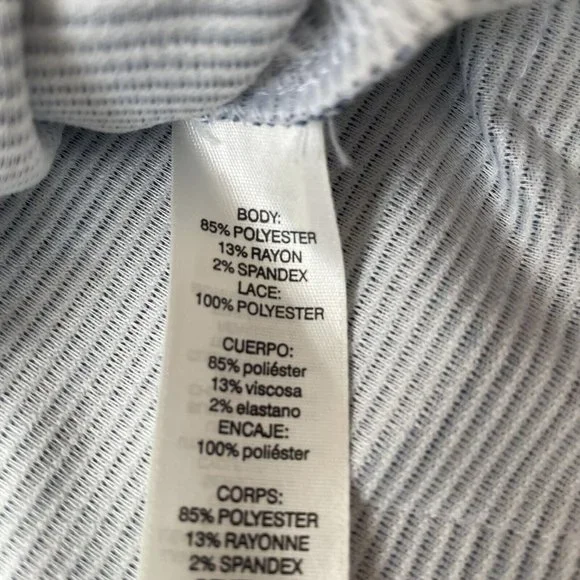 BODY:
85% POLYESTER
13% RAYON
2% SPANDEX
LACE:
100% POLYESTER
CUERPO:
85% poliéster
13% viscosa
2% elastano
ENCAJE:
100% poliéster
CORPS:
85% POLYESTER
13% RAYONNE
2% SPANDEX